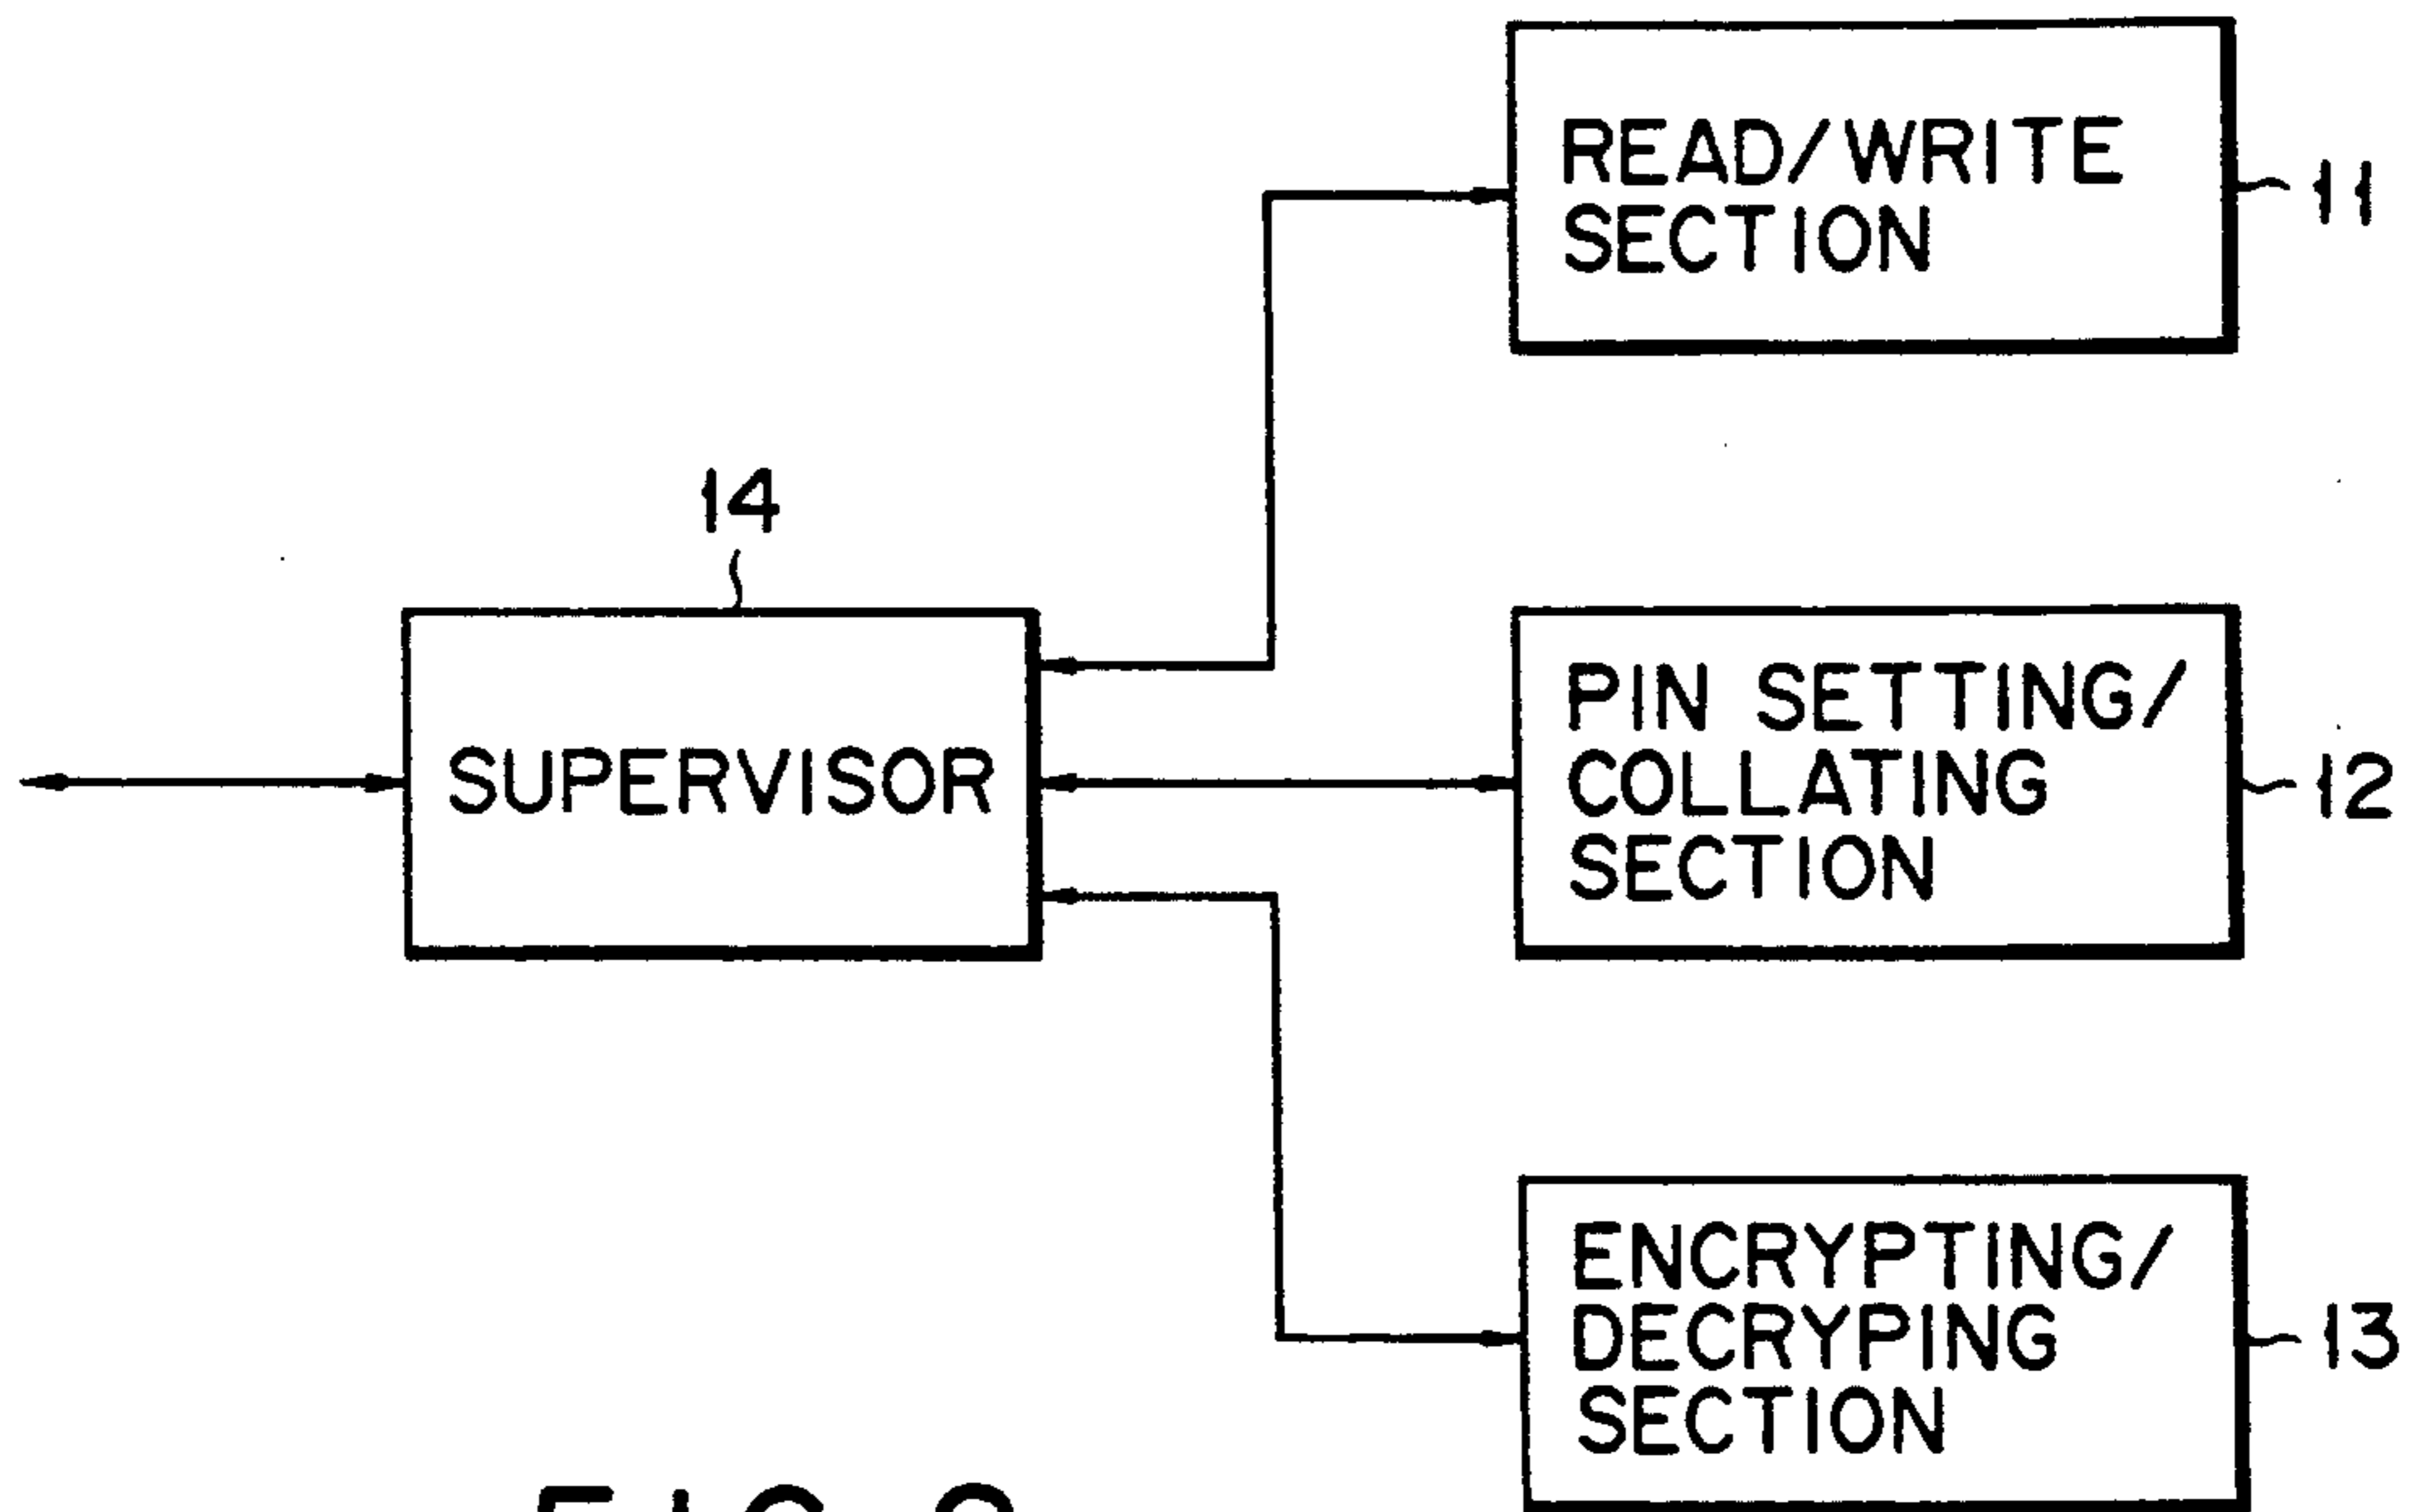 READ/WRITE
SECTION
11
14
SUPERVISOR
PIN SETTING/
COLLATING
SECTION
12
ENCRYPTING/
DECRYPING
SECTION
13